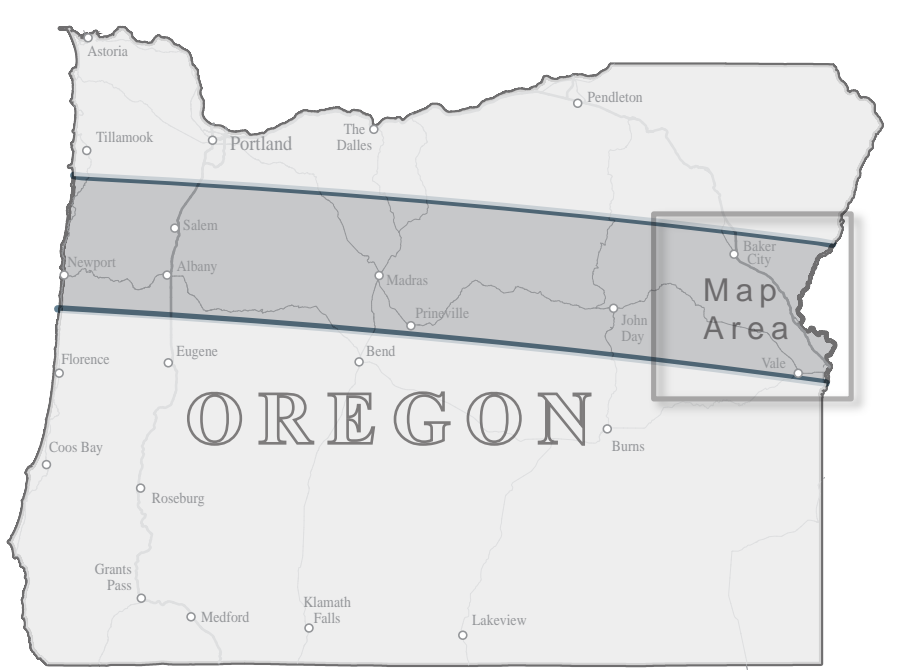 Astoria
Pendleton
Tillamook
The
Dalles
Portland
Salem
Baker
City
Newport
Albany
Madras
Map
Area
Prineville
John
Day
Florence
Eugene
Bend
Vale
OREGON
Coos Bay
Burns
Roseburg
Grants
Pass
Klamath
Falls
Medford
Lakeview